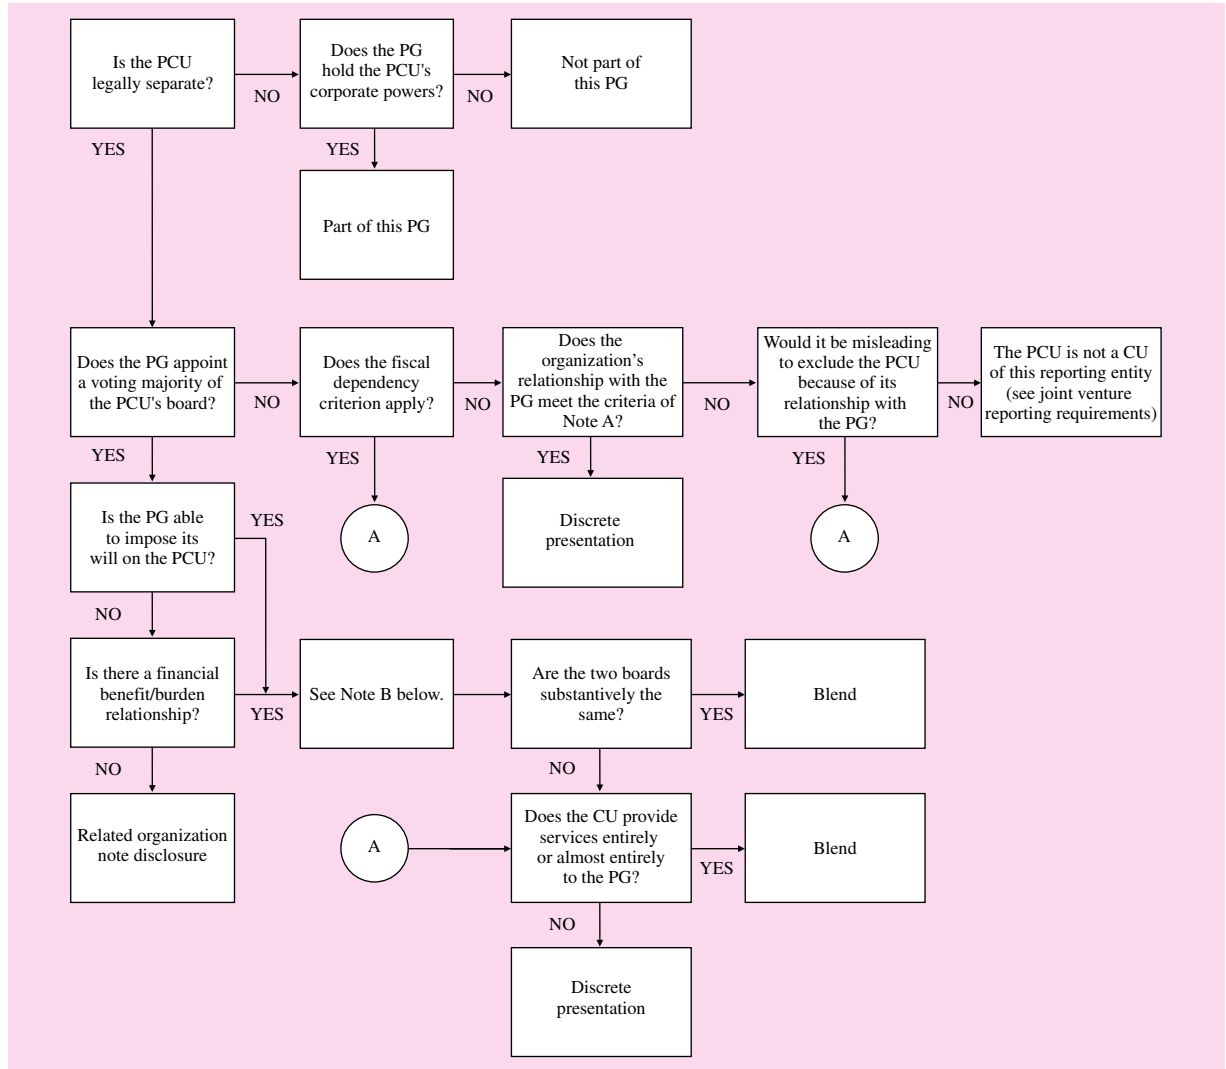 Is the PCU
legally separate?
NO
Does the PG
hold the PCU's
corporate powers?
NO
Not part of
this PG
YES
YES
Part of this PG
Does the PG appoint
a voting majority of
the PCU's board?
NO
Does the fiscal
dependency
criterion apply?
NO
Does the
organization’s
relationship with the
PG meet the criteria of
Note A?
NO
Would it be misleading
to exclude the PCU
because of its
relationship with
the PG?
NO
The PCU is not a CU
of this reporting entity
(see joint venture
reporting requirements)
YES
YES
YES
YES
Is the PG able
to impose its
will on the PCU?
YES
A
Discrete
presentation
A
NO
Is there a financial
benefit/burden
relationship?
YES
See Note B below.
Are the two boards
substantively the
same?
YES
Blend
NO
NO
Related organization
note disclosure
A
Does the CU provide
services entirely
or almost entirely
to the PG?
YES
Blend
NO
Discrete
presentation